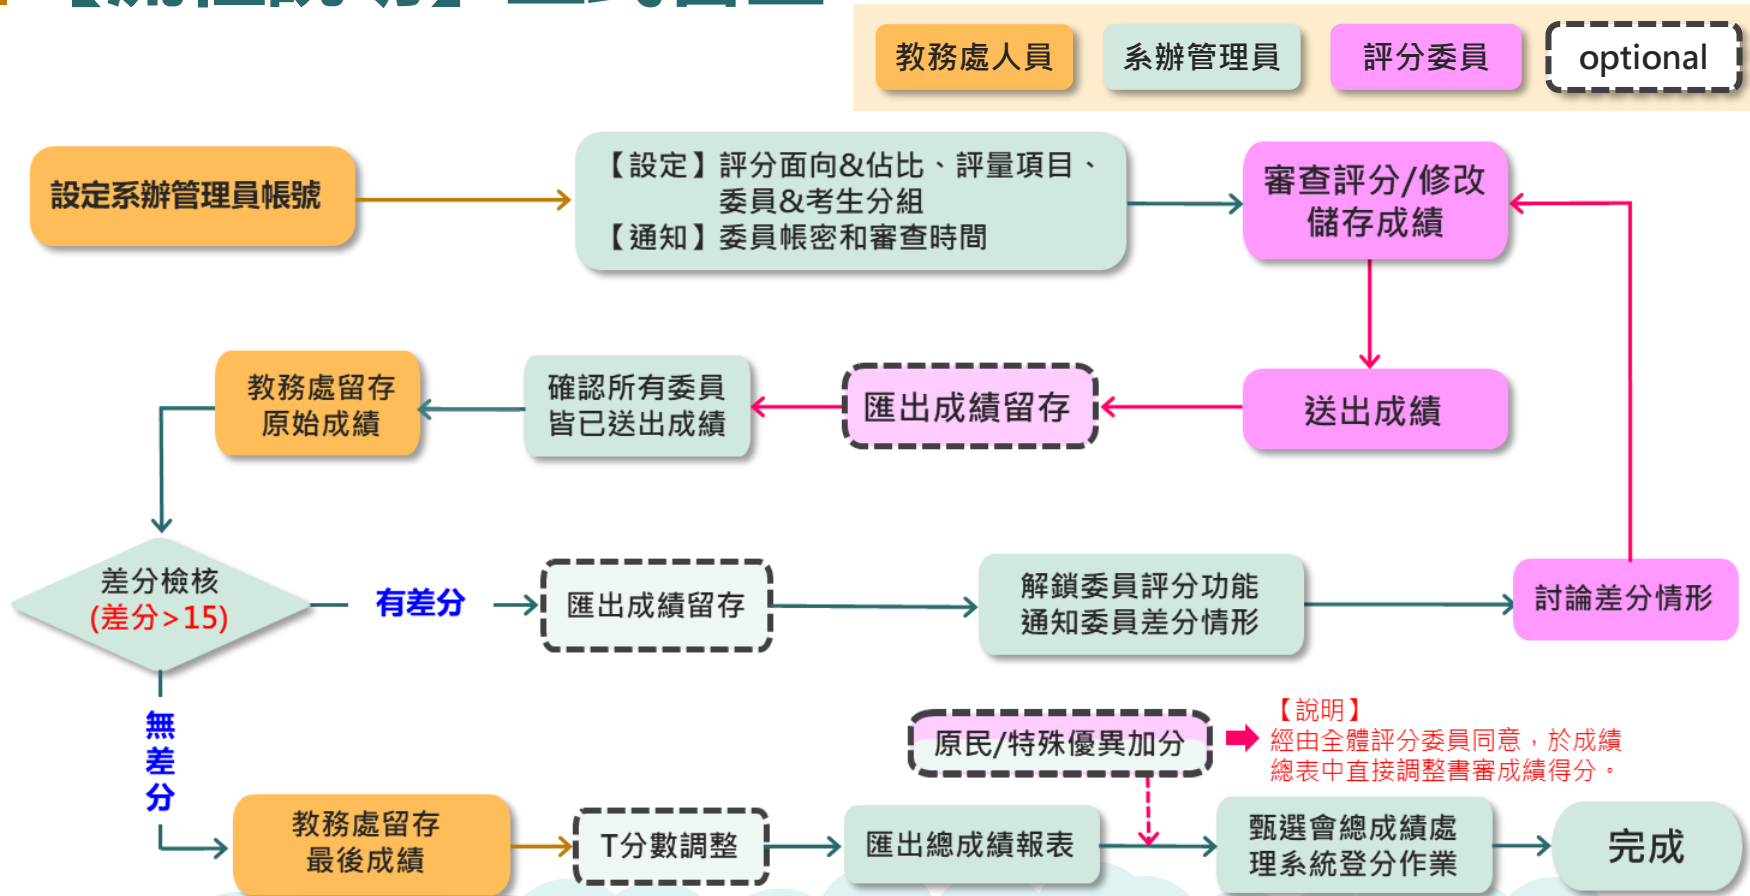 教務處人員
系辦管理員
評分委員
optional
設定系辦管理員帳號
【設定】評分面向&佔比、評量項目、
委員&考生分組
【通知】委員帳密和審查時間
審查評分/修改
儲存成績
教務處留存
原始成績
確認所有委員
皆已送出成績
匯出成績留存
送出成績
差分檢核
(差分>15)
有差分
匯出成績留存
解鎖委員評分功能
通知委員差分情形
討論差分情形
無
差
分
原民/特殊優異加分
【說明】
經由全體評分委員同意，於成績
總表中直接調整書審成績得分。
教務處留存
最後成績
T分數調整
匯出總成績報表
甄選會總成績處
理系統登分作業
完成